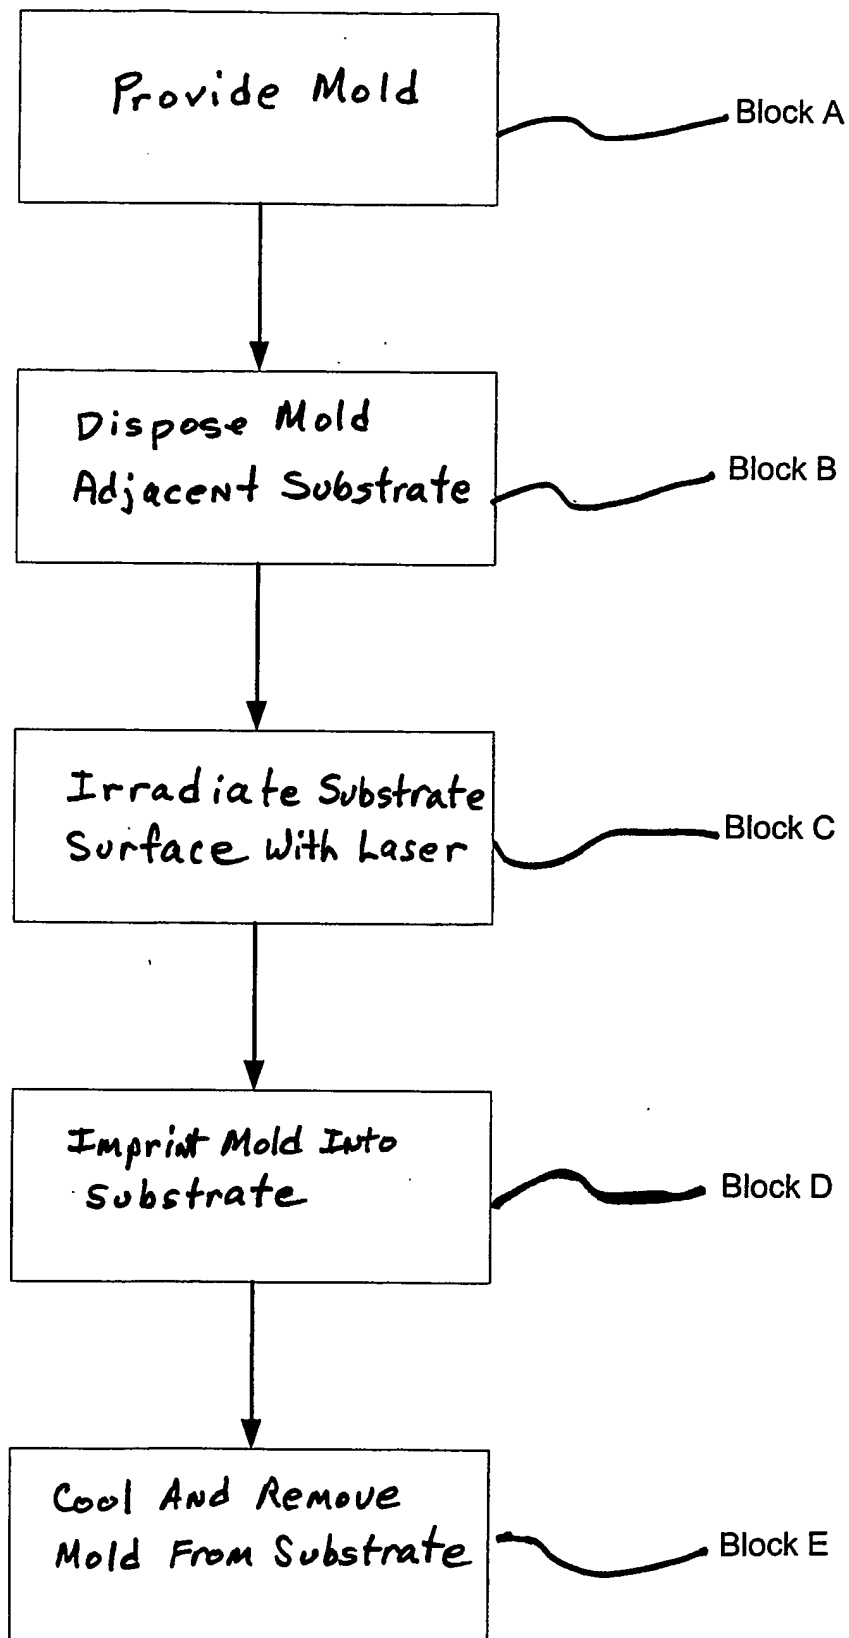 Provide Mold
Block A
Dispose Mold
Adjacent Substrate
Block B
Irradiate Substrate
Surface With Laser
Block C
Imprint Mold Into
Substrate
Block D
Cool And Remove
Mold From Substrate
Block E